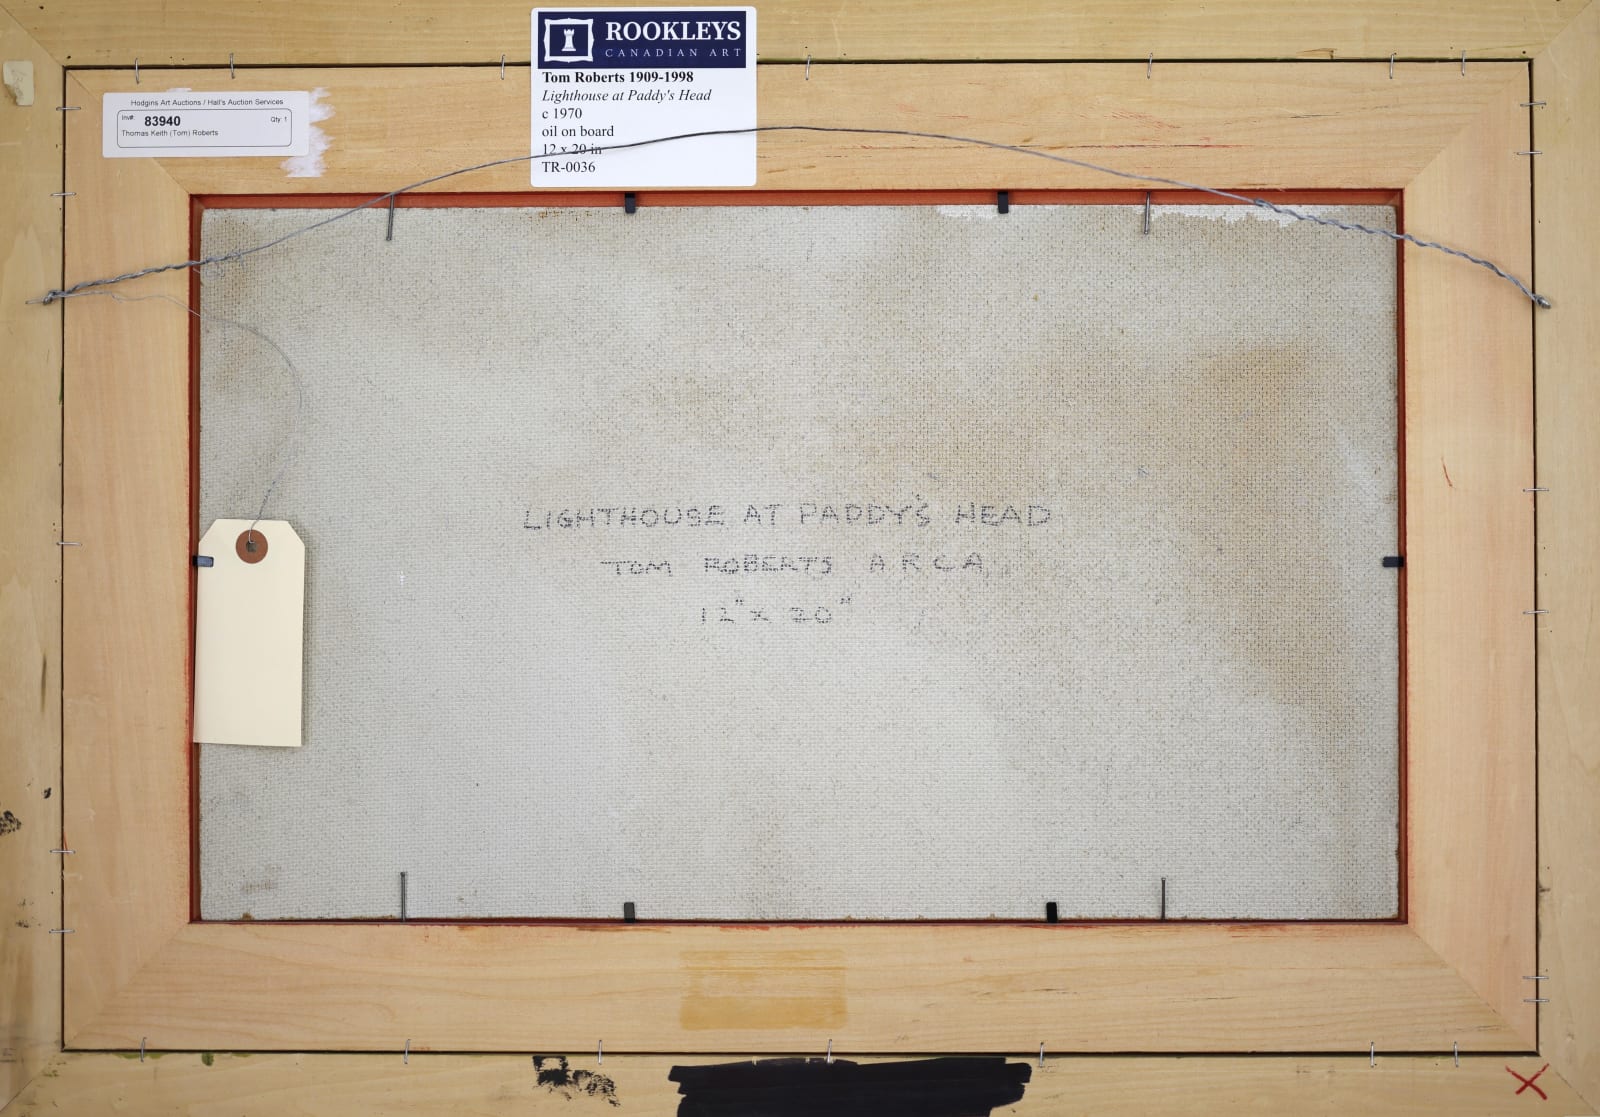 ROOKLEYS
CANADIAN ART
Tom Roberts 1909-1998
Lighthouse at Paddy's Head
c 1970
oil on board
12 x 20 in
TR-0036
Hodgins Art Auctions / Hall's Auction Services
Inv#: 83940 Qty: 1
Thomas Keith (Tom) Roberts
LIGHTHOUSE AT PADDY'S HEAD
TOM ROBERTS A R C A
12" x 20"
X